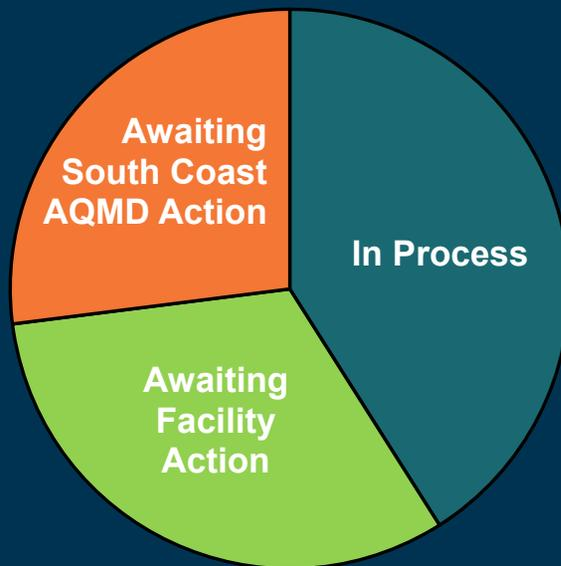 Awaiting
South Coast
AQMD Action
In Process
Awaiting
Facility
Action